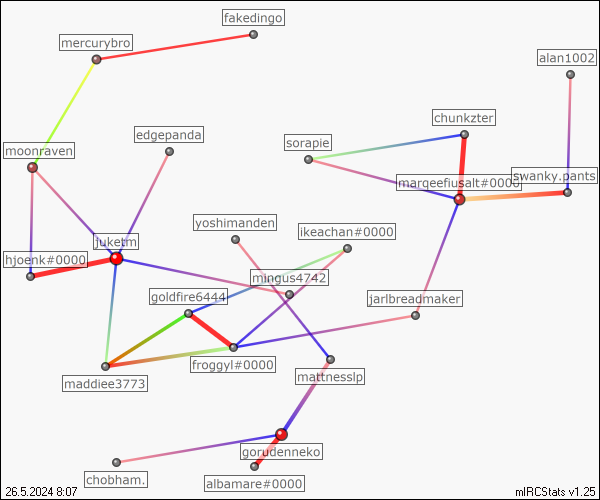 fakedingo
mercurybro
alan1002
chunkzter
edgepanda
sorapie
moonraven
marqeefiusalt#0000
swanky.pants
yoshimanden
ikeachan#0000
juketm
hjoenk#0000
mingus4742
goldfire6444
jarlbreadmaker
froggyl#0000
maddiee3773
mattnesslp
gorudenneko
chobham.
albamare#0000
26.5.2024 8:07
mIRCStats v1.25